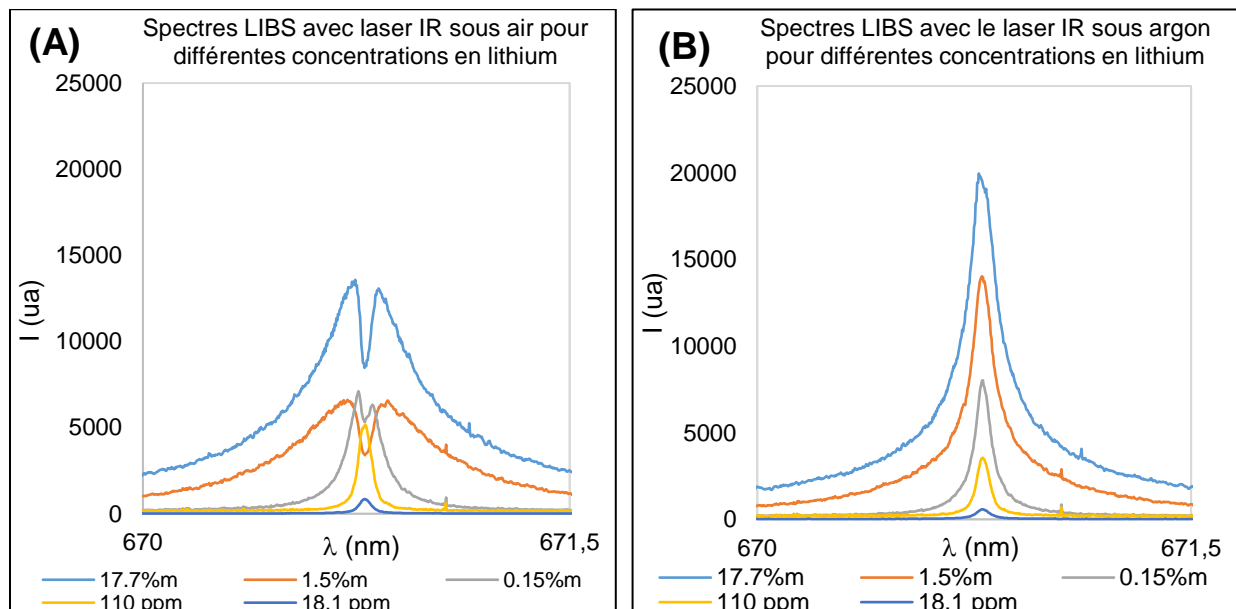 (A)
Spectres LIBS avec laser IR sous air pour
différentes concentrations en lithium
25000
20000
15000
10000
5000
0
I (ua)
670
λ (nm)
671,5
17.7%m
1.5%m
0.15%m
110 ppm
18.1 ppm
(B)
Spectres LIBS avec le laser IR sous argon
pour différentes concentrations en lithium
25000
20000
15000
10000
5000
0
I (ua)
670
λ (nm)
671,5
17.7%m
1.5%m
0.15%m
110 ppm
18.1 ppm